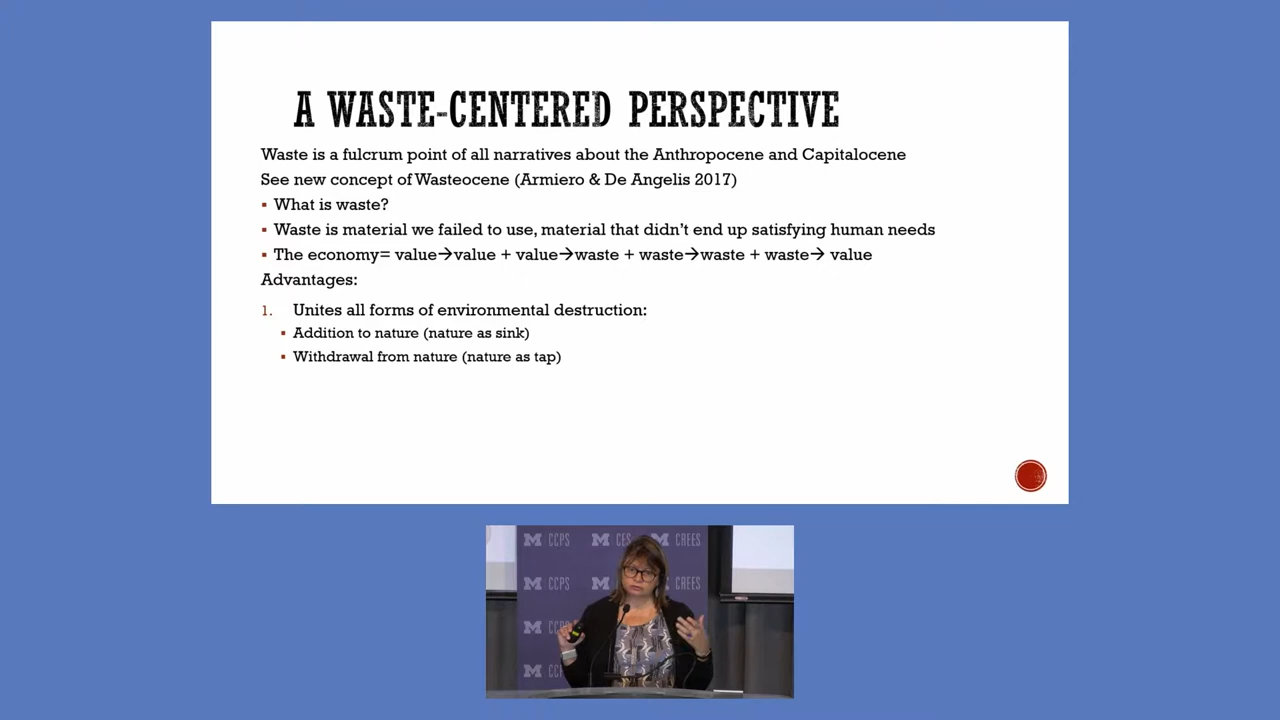 A WASTE-CENTERED PERSPECTIVE
Waste is a fulcrum point of all narratives about the Anthropocene and Capitalocene
See new concept of Wasteocene (Armiero & De Angelis 2017)
▪ What is waste?
▪ Waste is material we failed to use, material that didn’t end up satisfying human needs
▪ The economy= value→value + value→waste + waste→waste + waste→ value
Advantages:
1. Unites all forms of environmental destruction:
▪ Addition to nature (nature as sink)
▪ Withdrawal from nature (nature as tap)
M CCPS M CES M CREES
M CCPS M CREES
M CCPS
M CC